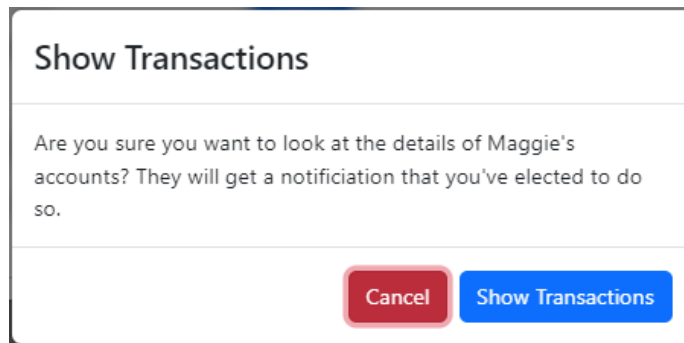 Show Transactions
Are you sure you want to look at the details of Maggie's
accounts? They will get a notificiation that you've elected to do
so.
Cancel
Show Transactions